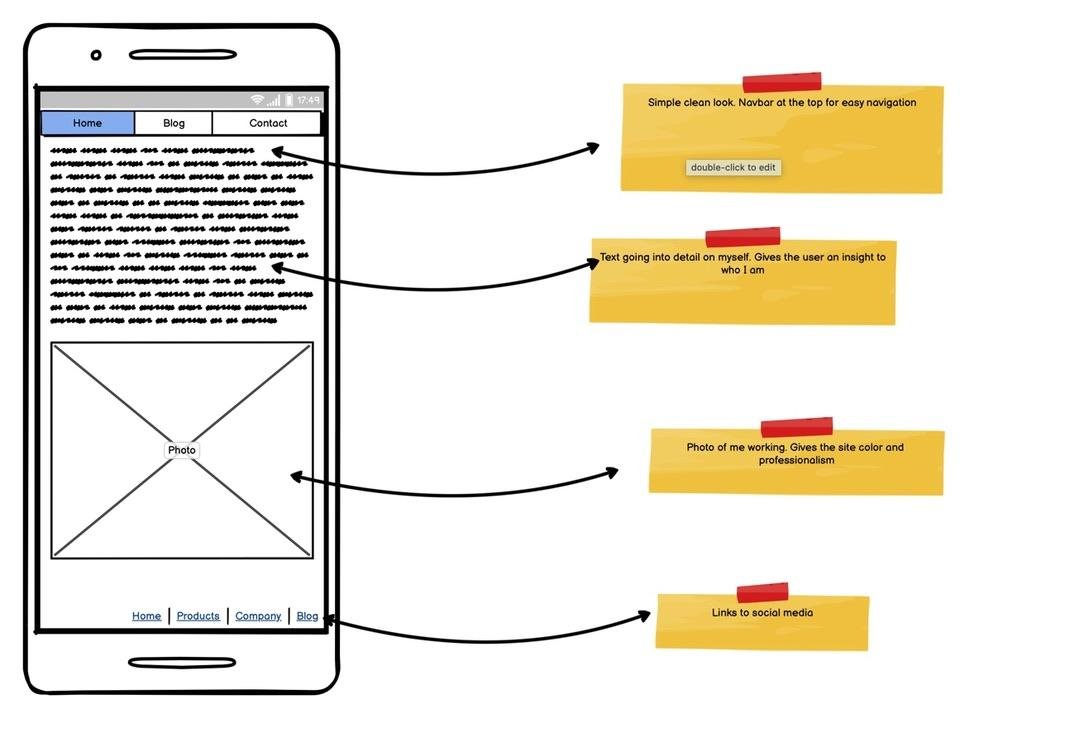 17:49
Home Blog Contact
Simple clean look. Navbar at the top for easy navigation
double-click to edit
Text going into detail on myself. Gives the user an insight to
who I am
Photo
Photo of me working. Gives the site color and
professionalism
Home Products Company Blog
Links to social media